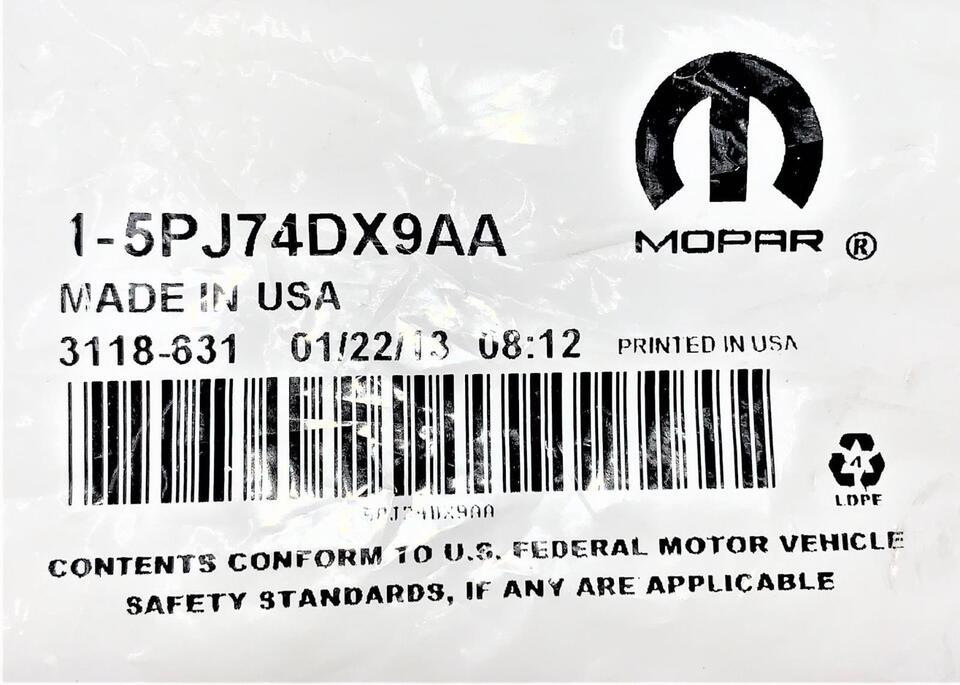 MOPAR ®
1-5PJ74DX9AA
MADE IN USA
3118-631 01/22/13 08:12 PRINTED IN USA
5PJ74DX9AA
4
LDPE
CONTENTS CONFORM TO U.S. FEDERAL MOTOR VEHICLE
SAFETY STANDARDS, IF ANY ARE APPLICABLE